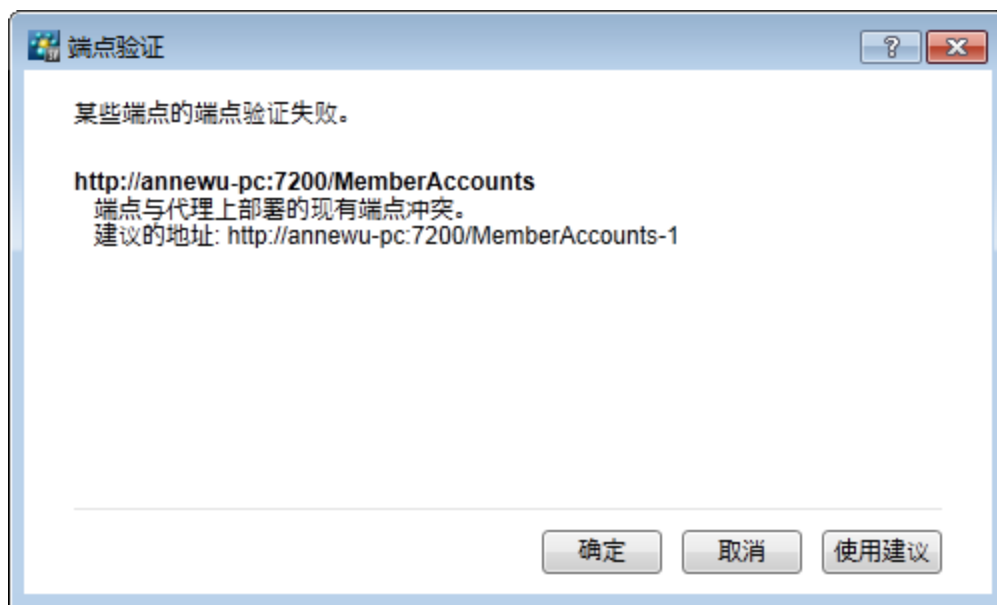 端点验证
某些端点的端点验证失败。
http://annewu-pc:7200/MemberAccounts
端点与代理上部署的现有端点冲突。
建议的地址: http://annewu-pc:7200/MemberAccounts-1
确定
取消
使用建议